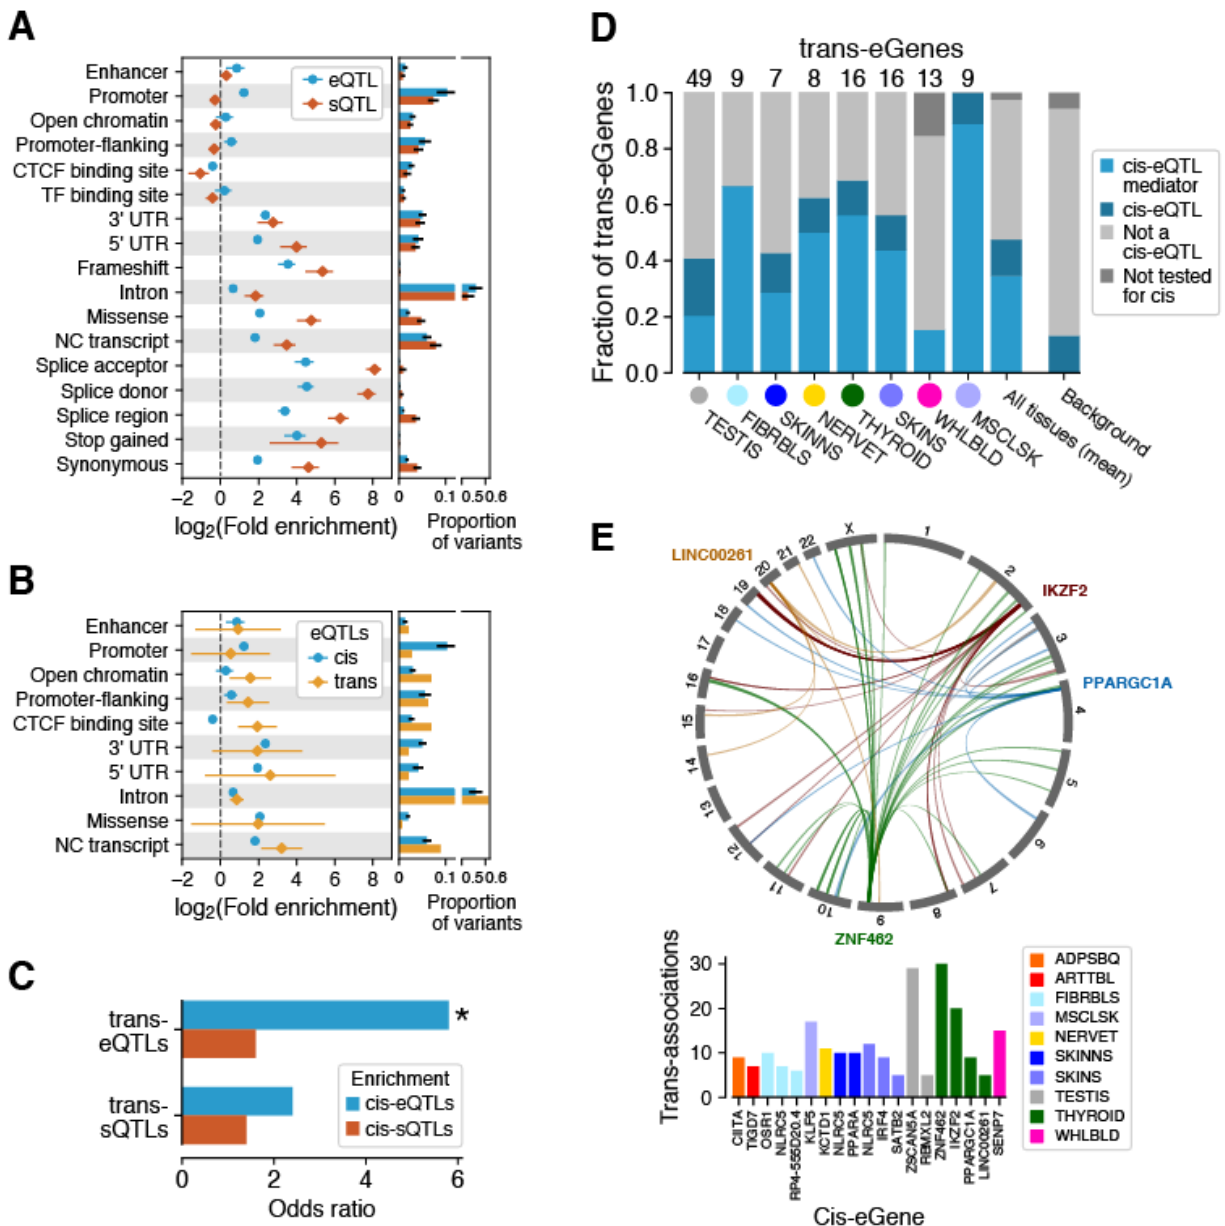 A
Enhancer
Promoter
Open chromatin
Promoter-flanking
CTCF binding site
TF binding site
3' UTR
5' UTR
Frameshift
Intron
Missense
NC transcript
Splice acceptor
Splice donor
Splice region
Stop gained
Synonymous
eQTL
sQTL
−2 0 2 4 6 8
log2(Fold enrichment)
0 0.1 0.5 0.6
Proportion
of variants
B
Enhancer
Promoter
Open chromatin
Promoter-flanking
CTCF binding site
3' UTR
5' UTR
Intron
Missense
NC transcript
eQTLs
cis
trans
−2 0 2 4 6 8
log2(Fold enrichment)
0 0.1 0.5 0.6
Proportion
of variants
C
trans-
eQTLs
trans-
sQTLs
*
Enrichment
cis-eQTLs
cis-sQTLs
0 2 4 6
Odds ratio
D
trans-eGenes
49 9 7 8 16 16 13 9
Fraction of trans-eGenes
1.0
0.8
0.6
0.4
0.2
0.0
TESTIS
FIBRBLS
SKINNS
NERVET
THYROID
SKINS
WHLBLD
MSCLSK
All tissues (mean)
Background
cis-eQTL
mediator
cis-eQTL
Not a
cis-eQTL
Not tested
for cis
E
LINC00261
IKZF2
PPARGC1A
ZNF462
1
2
3
4
5
6
7
8
9
10
11
12
13
14
15
16
17
18
19
20
21
22
X
Trans-associations
30
20
10
0
CIITA
TIGD7
OSR1
NLRC5
RP4-555D20.4
KLF5
KCTD1
NLRC5
PPARA
NLRC5
IRF4
SATB2
ZSCAN5A
RBMXL2
ZNF462
IKZF2
PPARGC1A
LINC00261
SENP7
Cis-eGene
ADPSBQ
ARTTBL
FIBRBLS
MSCLSK
NERVET
SKINNS
SKINS
TESTIS
THYROID
WHLBLD